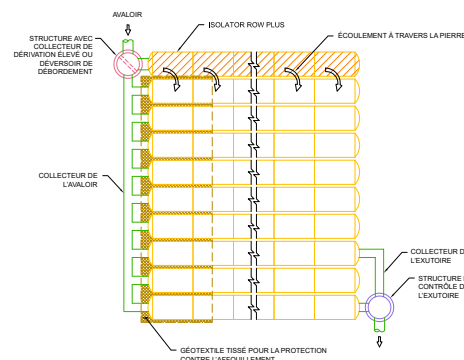 AVALOIR
STRUCTURE AVEC
COLLECTEUR DE
DÉRIVATION ÉLEVÉ OU
DÉVERSOIR DE
DÉBORDEMENT
ISOLATOR ROW PLUS
ÉCOULEMENT À TRAVERS LA PIERRE
COLLECTEUR DE
L'AVALOIR
COLLECTEUR D
L'EXUTOIRE
STRUCTURE
CONTRÔLE D
L'EXUTOIRE
GÉOTEXTILE TISSÉ POUR LA PROTECTION
CONTRE L'AFFOUILLEMENT